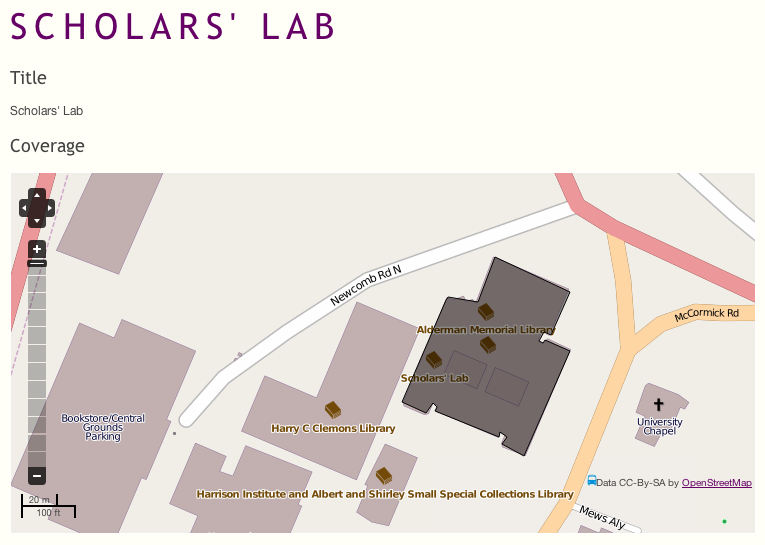 SCHOLARS' LAB
Title
Scholars' Lab
Coverage
Newcomb Rd N
McCormick Rd
Alderman Memorial Library
Scholars' Lab
Bookstore/Central
Grounds
Parking
Harry C Clemons Library
University
Chapel
Data CC-By-SA by OpenStreetMap
Harrison Institute and Albert and Shirley Small Special Collections Library
20 m
100 ft
Mews Aly